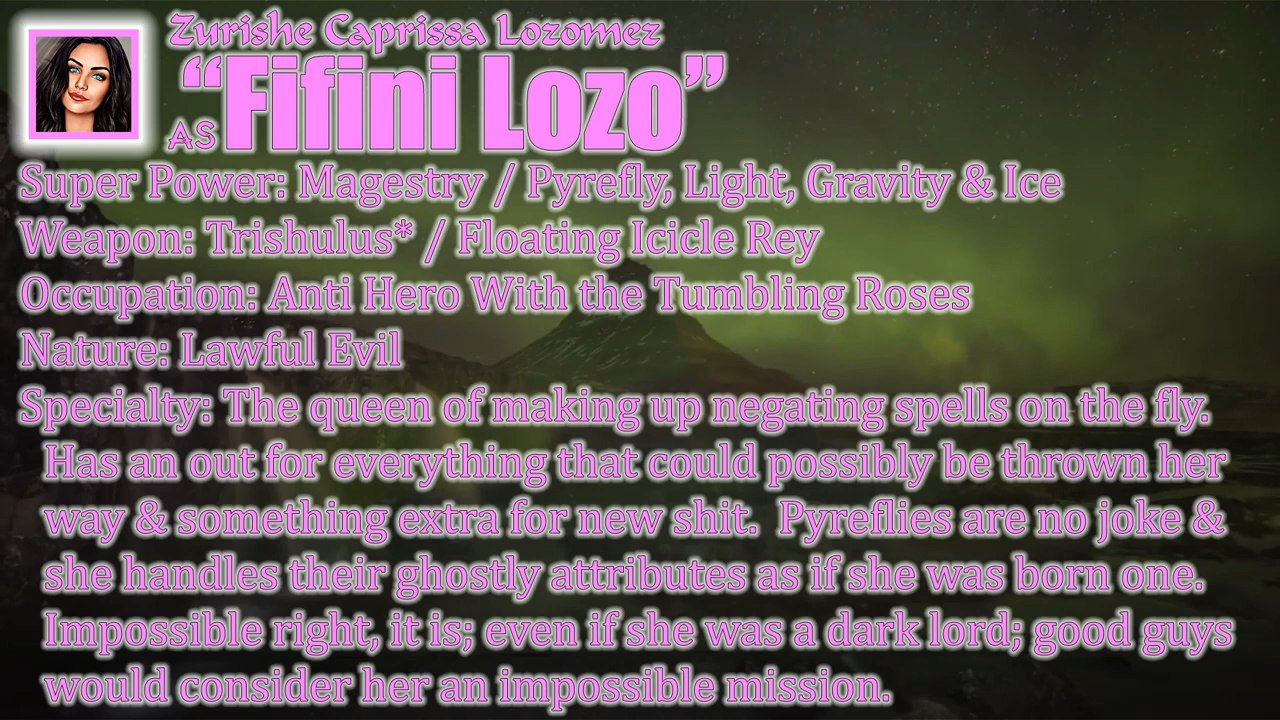 Zurishe Caprissa Lozomez
AS "Fifini Lozo"
Super Power: Magestry / Pyrefly, Light, Gravity & Ice
Weapon: Trishulus* / Floating Icicle Rey
Occupation: Anti Hero With the Tumbling Roses
Nature: Lawful Evil
Specialty: The queen of making up negating spells on the fly.
Has an out for everything that could possibly be thrown her
way & something extra for new shit.  Pyreflies are no joke &
she handles their ghostly attributes as if she was born one.
Impossible right, it is; even if she was a dark lord; good guys
would consider her an impossible mission.